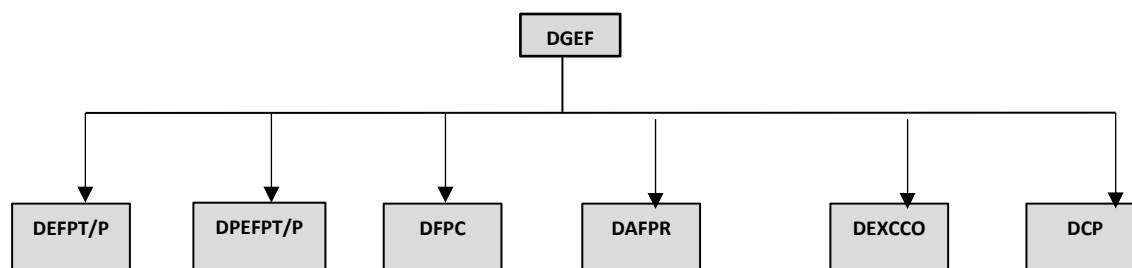 DGEF
DEFPT/P
DPEFPT/P
DFPC
DAFPR
DEXCCO
DCP